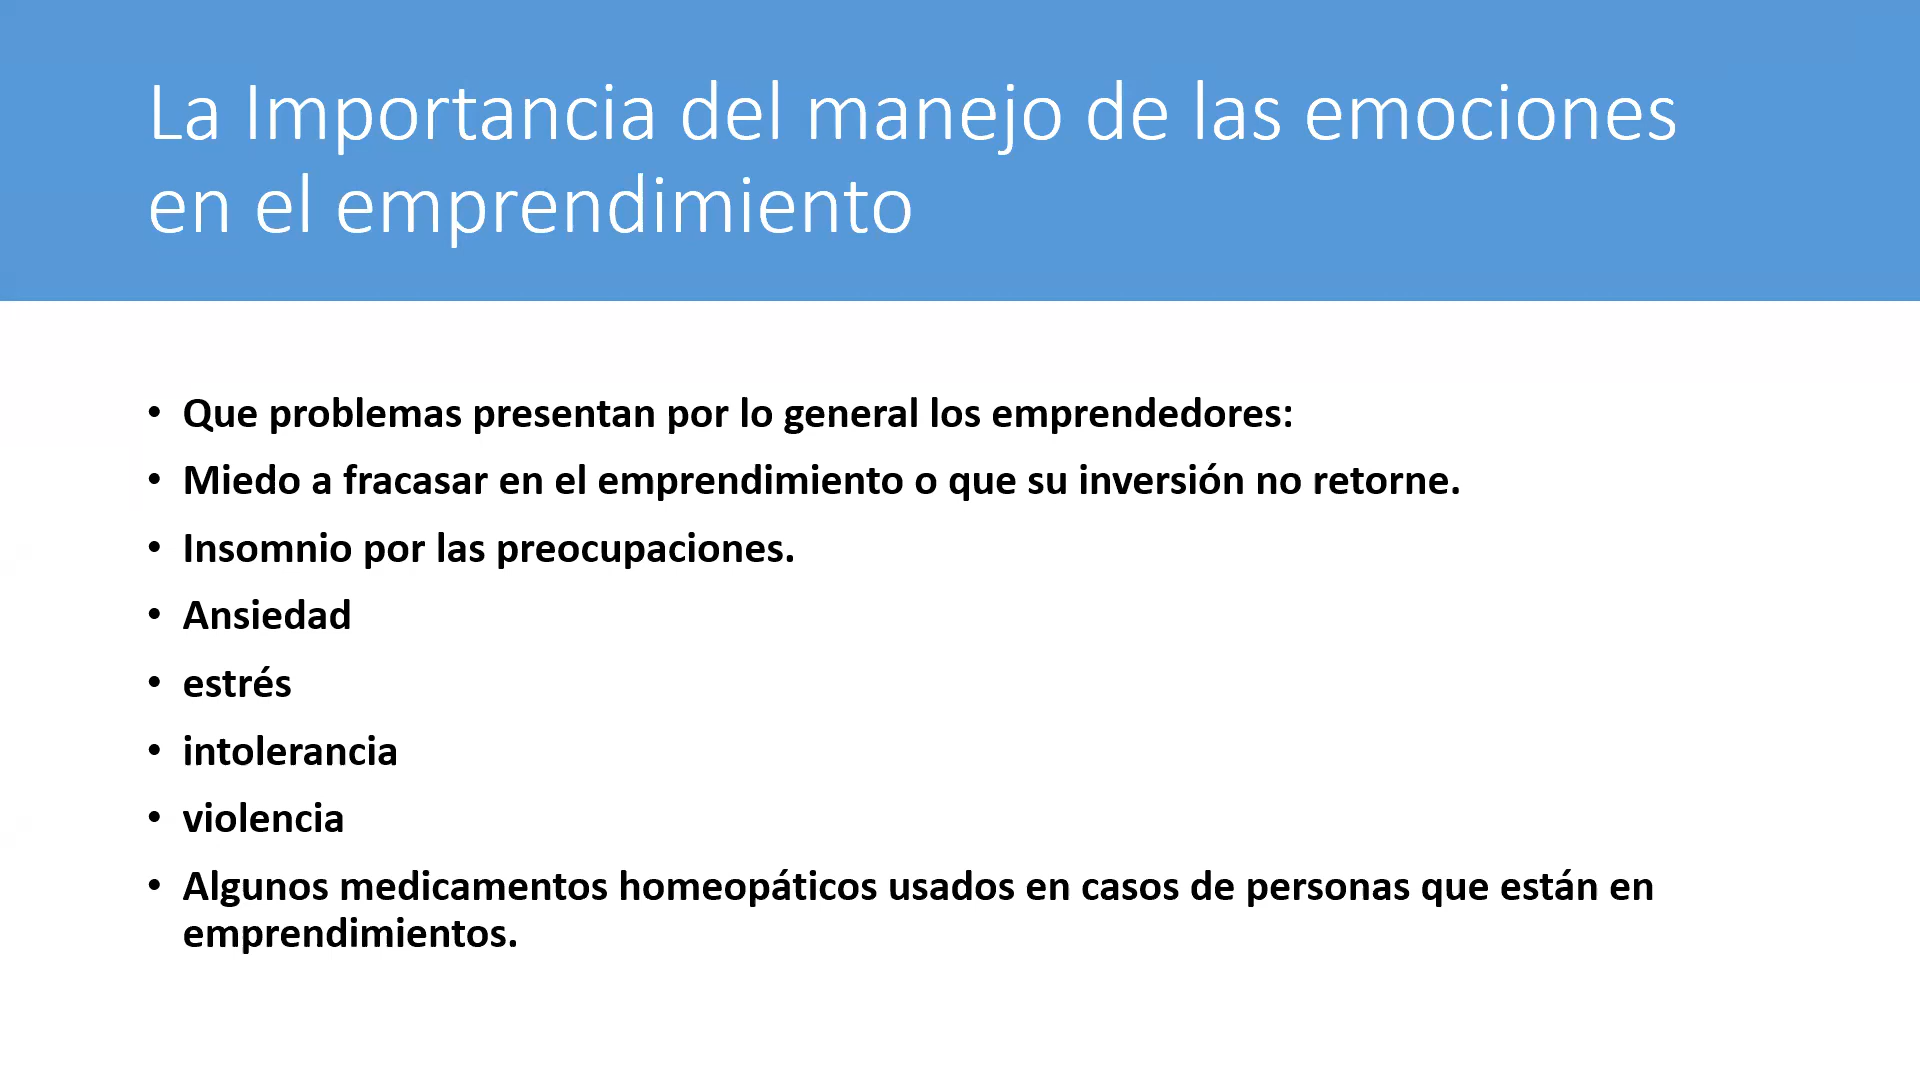 La Importancia del manejo de las emociones
en el emprendimiento
• Que problemas presentan por lo general los emprendedores:
• Miedo a fracasar en el emprendimiento o que su inversión no retorne.
• Insomnio por las preocupaciones.
• Ansiedad
• estrés
• intolerancia
• violencia
• Algunos medicamentos homeopáticos usados en casos de personas que están en
emprendimientos.